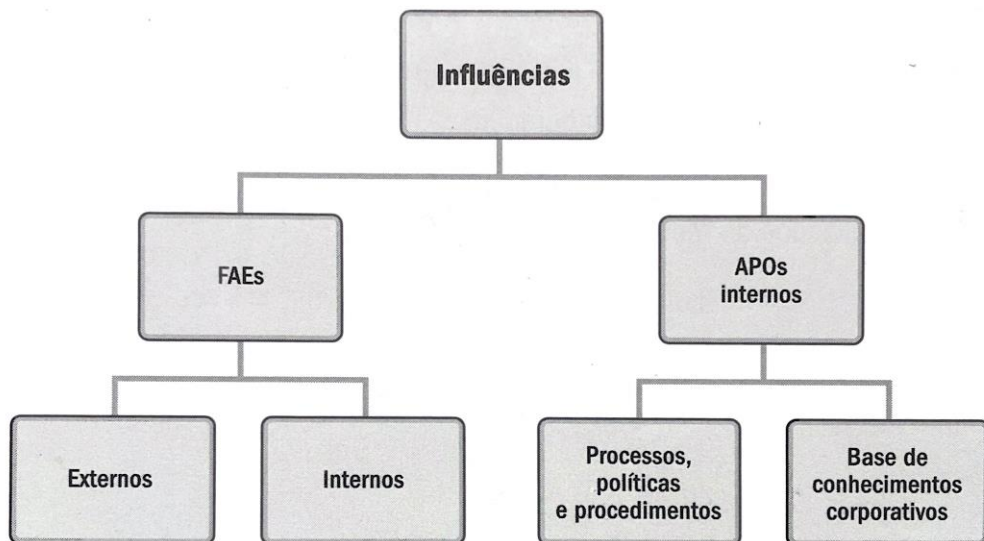 Influências
FAEs
APOs
internos
Externos
Internos
Processos,
políticas
e procedimentos
Base de
conhecimentos
corporativos